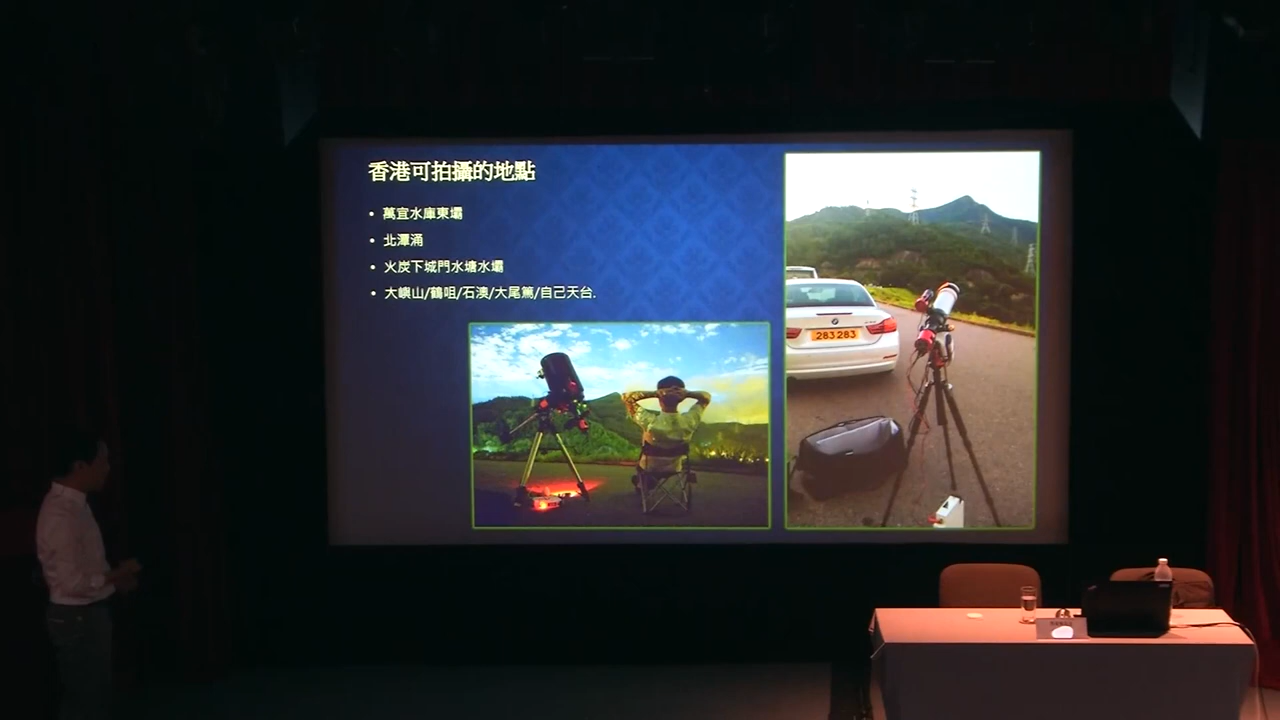 香港可拍攝的地點
• 萬宜水庫東壩
• 北潭涌
• 火炭下城門水塘水壩
• 大嶼山/鶴咀/石澳/大尾篤/自己天台.
283 283